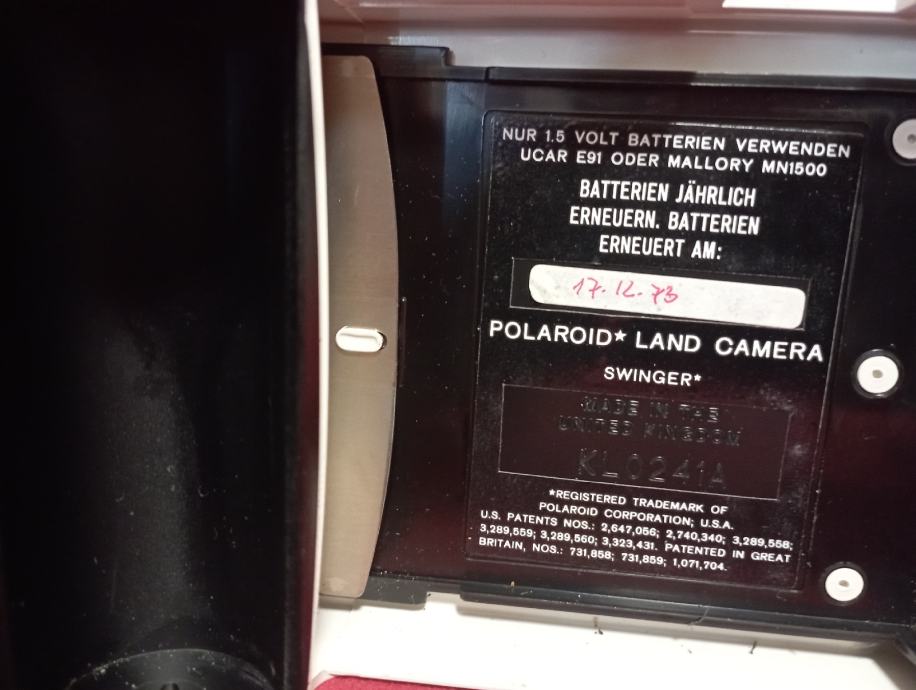 NUR 1.5 VOLT BATTERIEN VERWENDEN
UCAR E91 ODER MALLORY MN1500
BATTERIEN JÄHRLICH
ERNEUERN. BATTERIEN
ERNEUERT AM:
17.12.73
POLAROID* LAND CAMERA
SWINGER*
MADE IN THE
UNITED KINGDOM
KL0241A
*REGISTERED TRADEMARK OF
POLAROID CORPORATION; U.S.A.
U.S. PATENTS NOS.: 2,647,056; 2,740,340; 3,289,558;
3,289,559; 3,289,560; 3,323,431. PATENTED IN GREAT
BRITAIN, NOS.: 731,858; 731,859; 1,071,704.